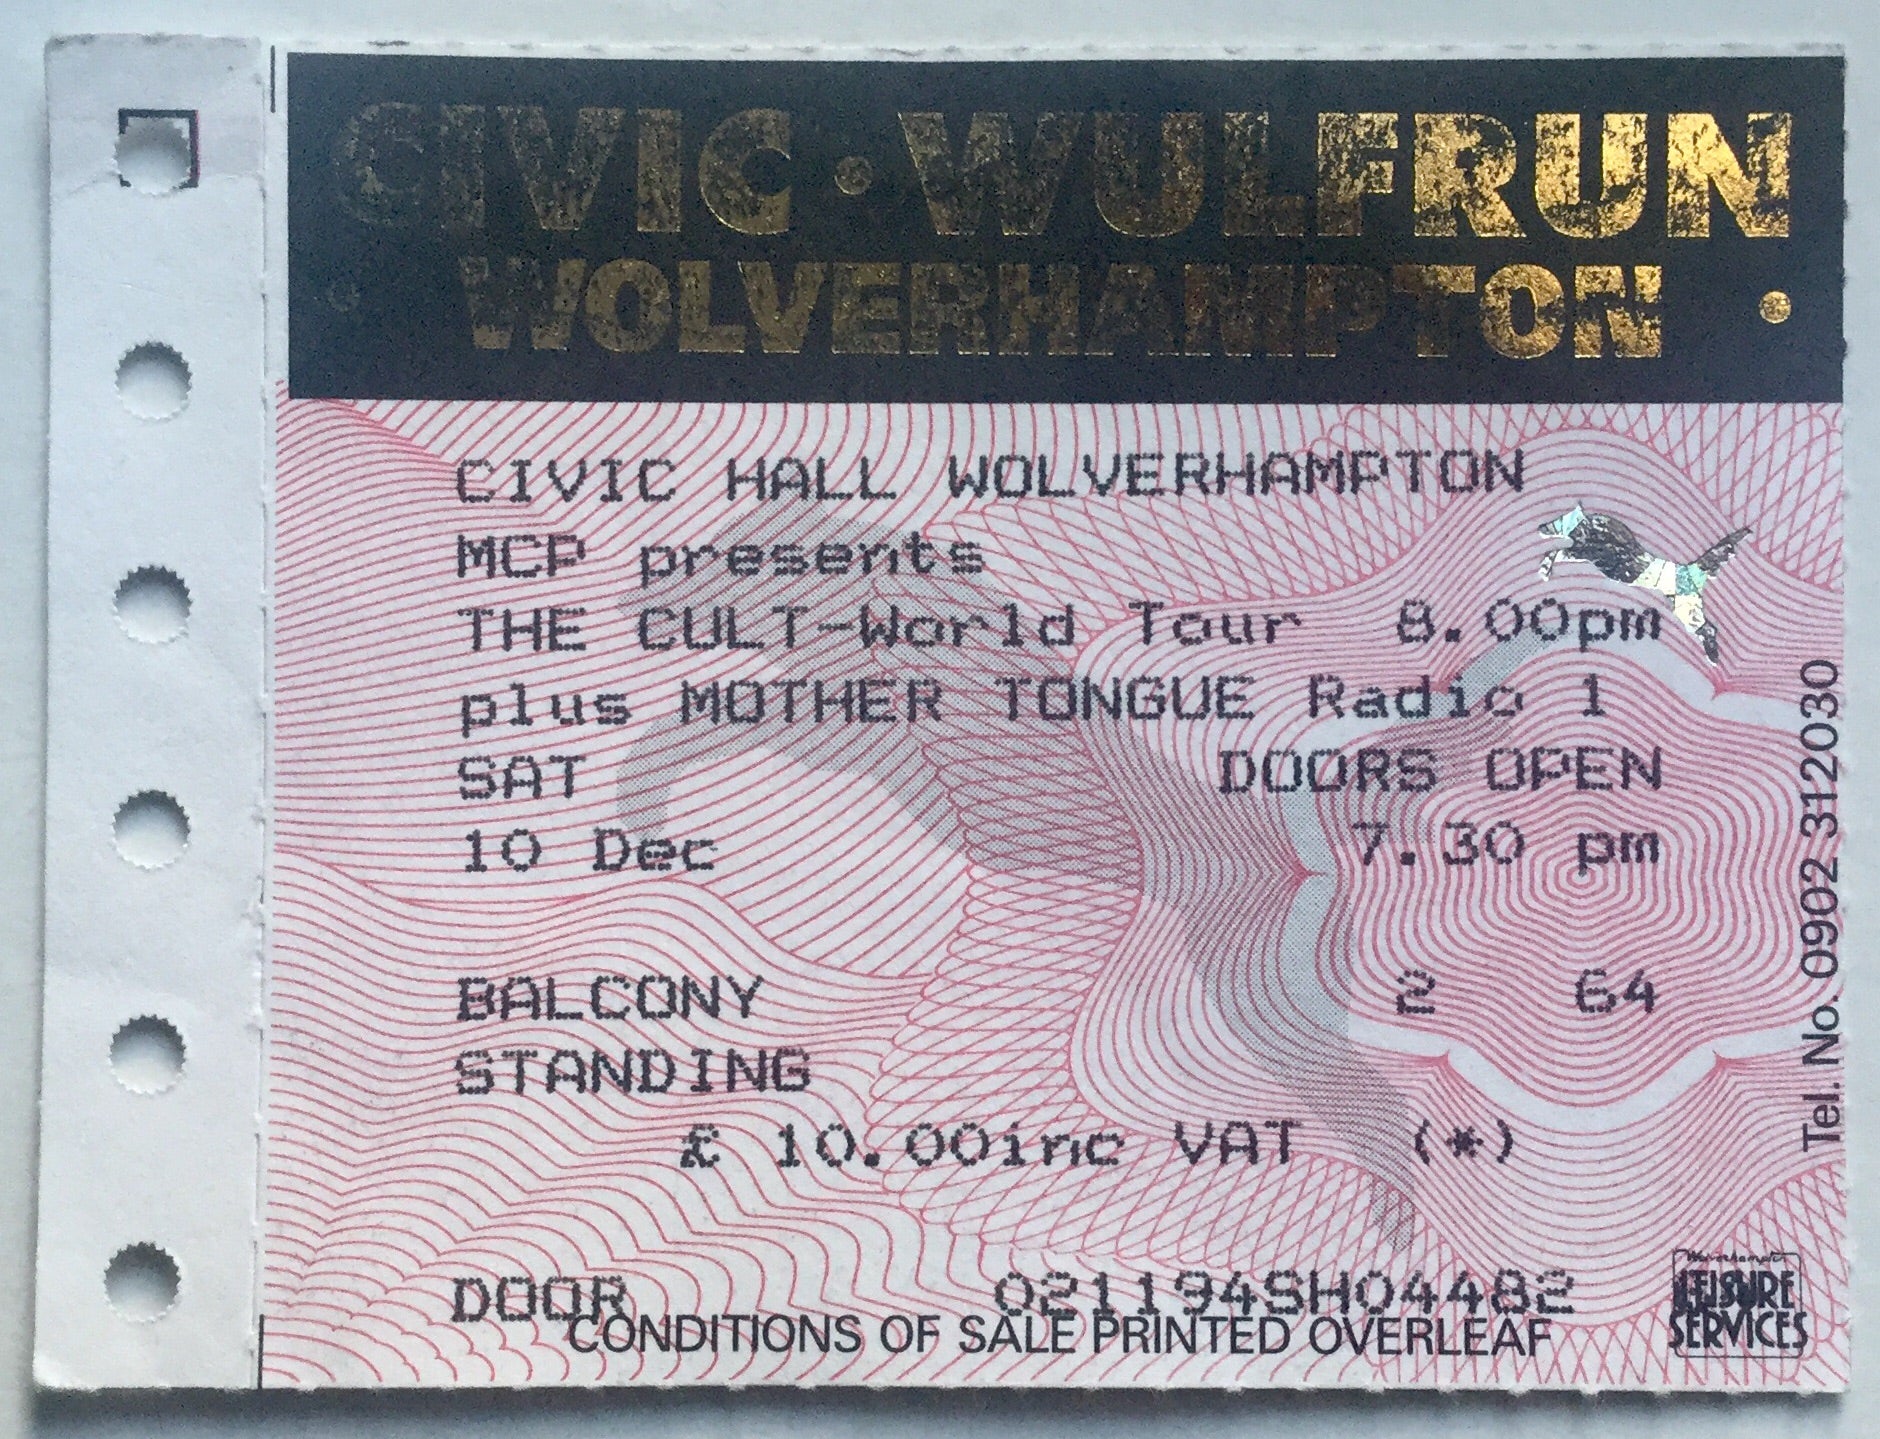 CIVIC • WULFRUN
• WOLVERHAMPTON •
CIVIC HALL WOLVERHAMPTON
MCP presents
THE CULT-World Tour 8.00pm
plus MOTHER TONGUE Radio 1
SAT DOORS OPEN
10 Dec 7.30 pm
BALCONY 2 64
STANDING
£ 10.00inc VAT (*)
DOOR 021194SH04482
CONDITIONS OF SALE PRINTED OVERLEAF
Wolverhampton
LEISURE
SERVICES
Tel. No. 0902 312030